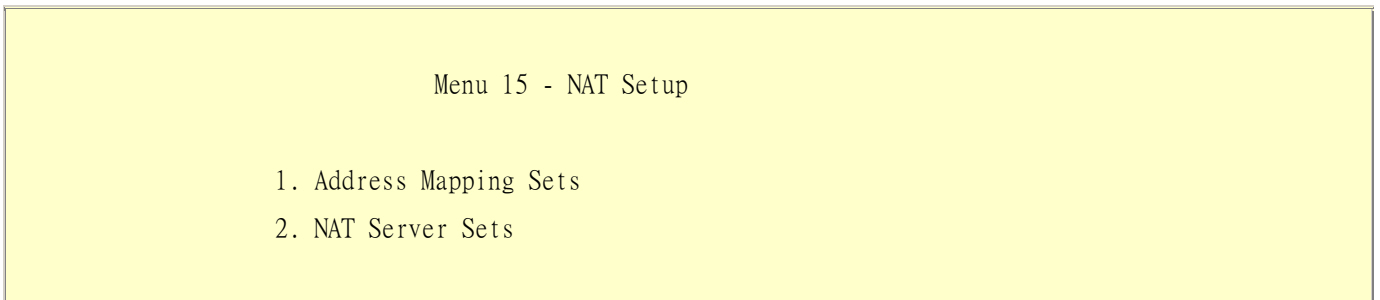 Menu 15 - NAT Setup
1. Address Mapping Sets
2. NAT Server Sets